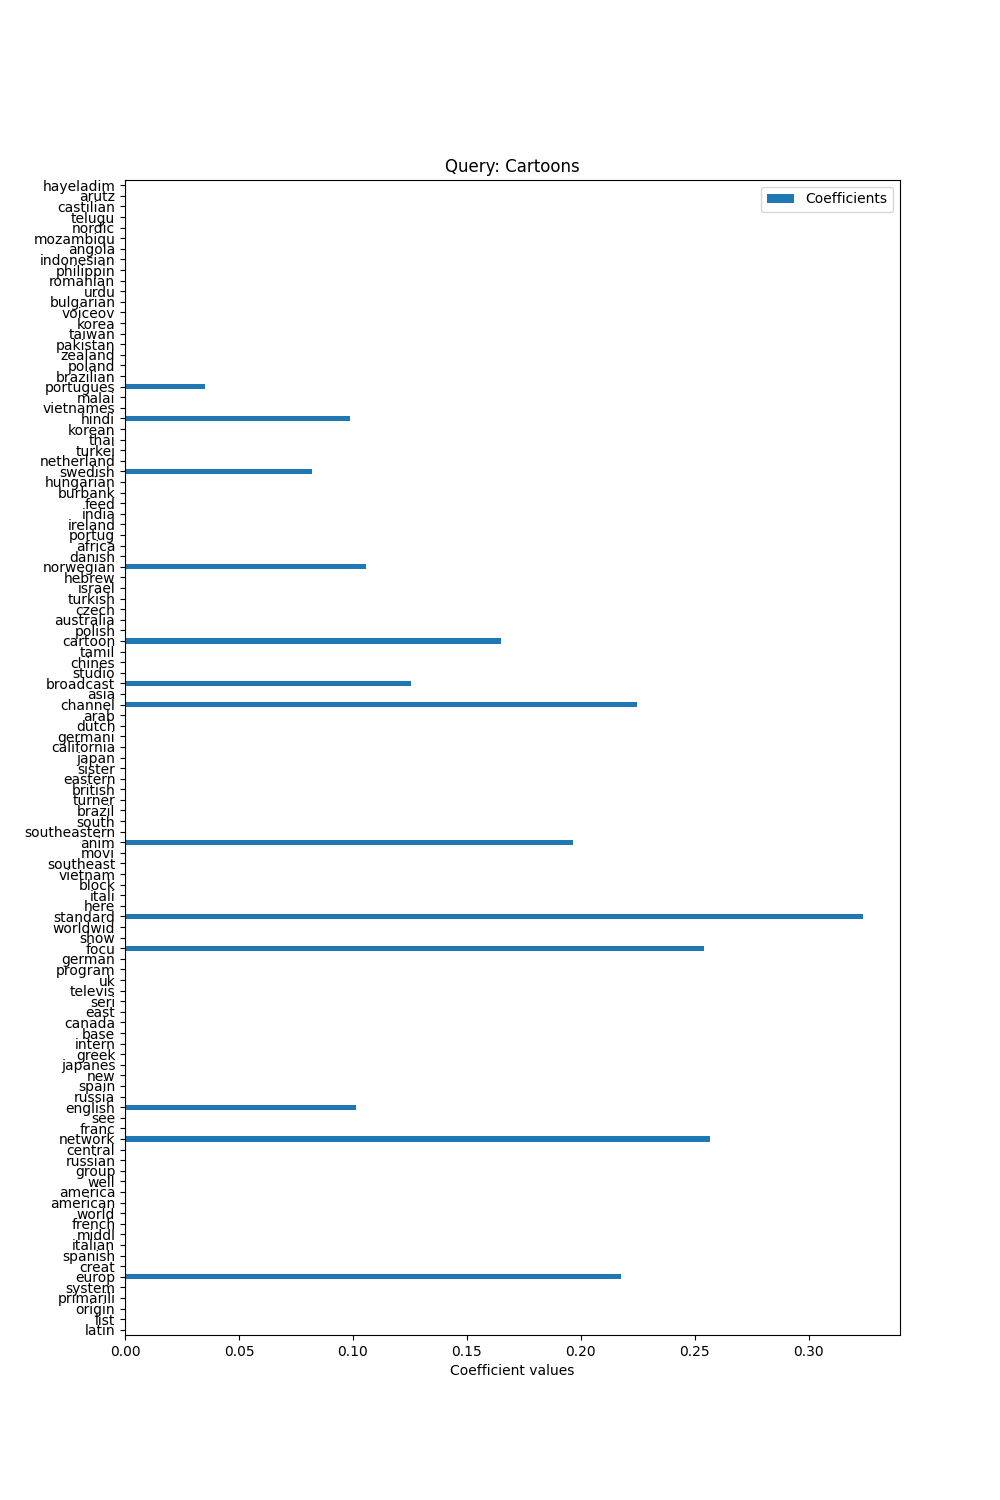 Query: Cartoons
Coefficients
hayeladim
arutz
castilian
telugu
nordic
mozambiqu
angola
indonesian
philippin
romanian
urdu
bulgarian
voiceov
korea
taiwan
pakistan
zealand
poland
brazilian
portugues
malai
vietnames
hindi
korean
thai
turkei
netherland
swedish
hungarian
burbank
feed
india
ireland
portug
africa
danish
norwegian
hebrew
israel
turkish
czech
australia
polish
cartoon
tamil
chines
studio
broadcast
asia
channel
arab
dutch
germani
california
japan
sister
eastern
british
turner
brazil
south
southeastern
anim
movi
southeast
vietnam
block
itali
here
standard
worldwid
show
focu
german
program
uk
televis
seri
east
canada
base
intern
greek
japanes
new
spain
russia
english
see
franc
network
central
russian
group
well
america
american
world
french
middl
italian
spanish
creat
europ
system
primarili
origin
list
latin
0.00 0.05 0.10 0.15 0.20 0.25 0.30
Coefficient values